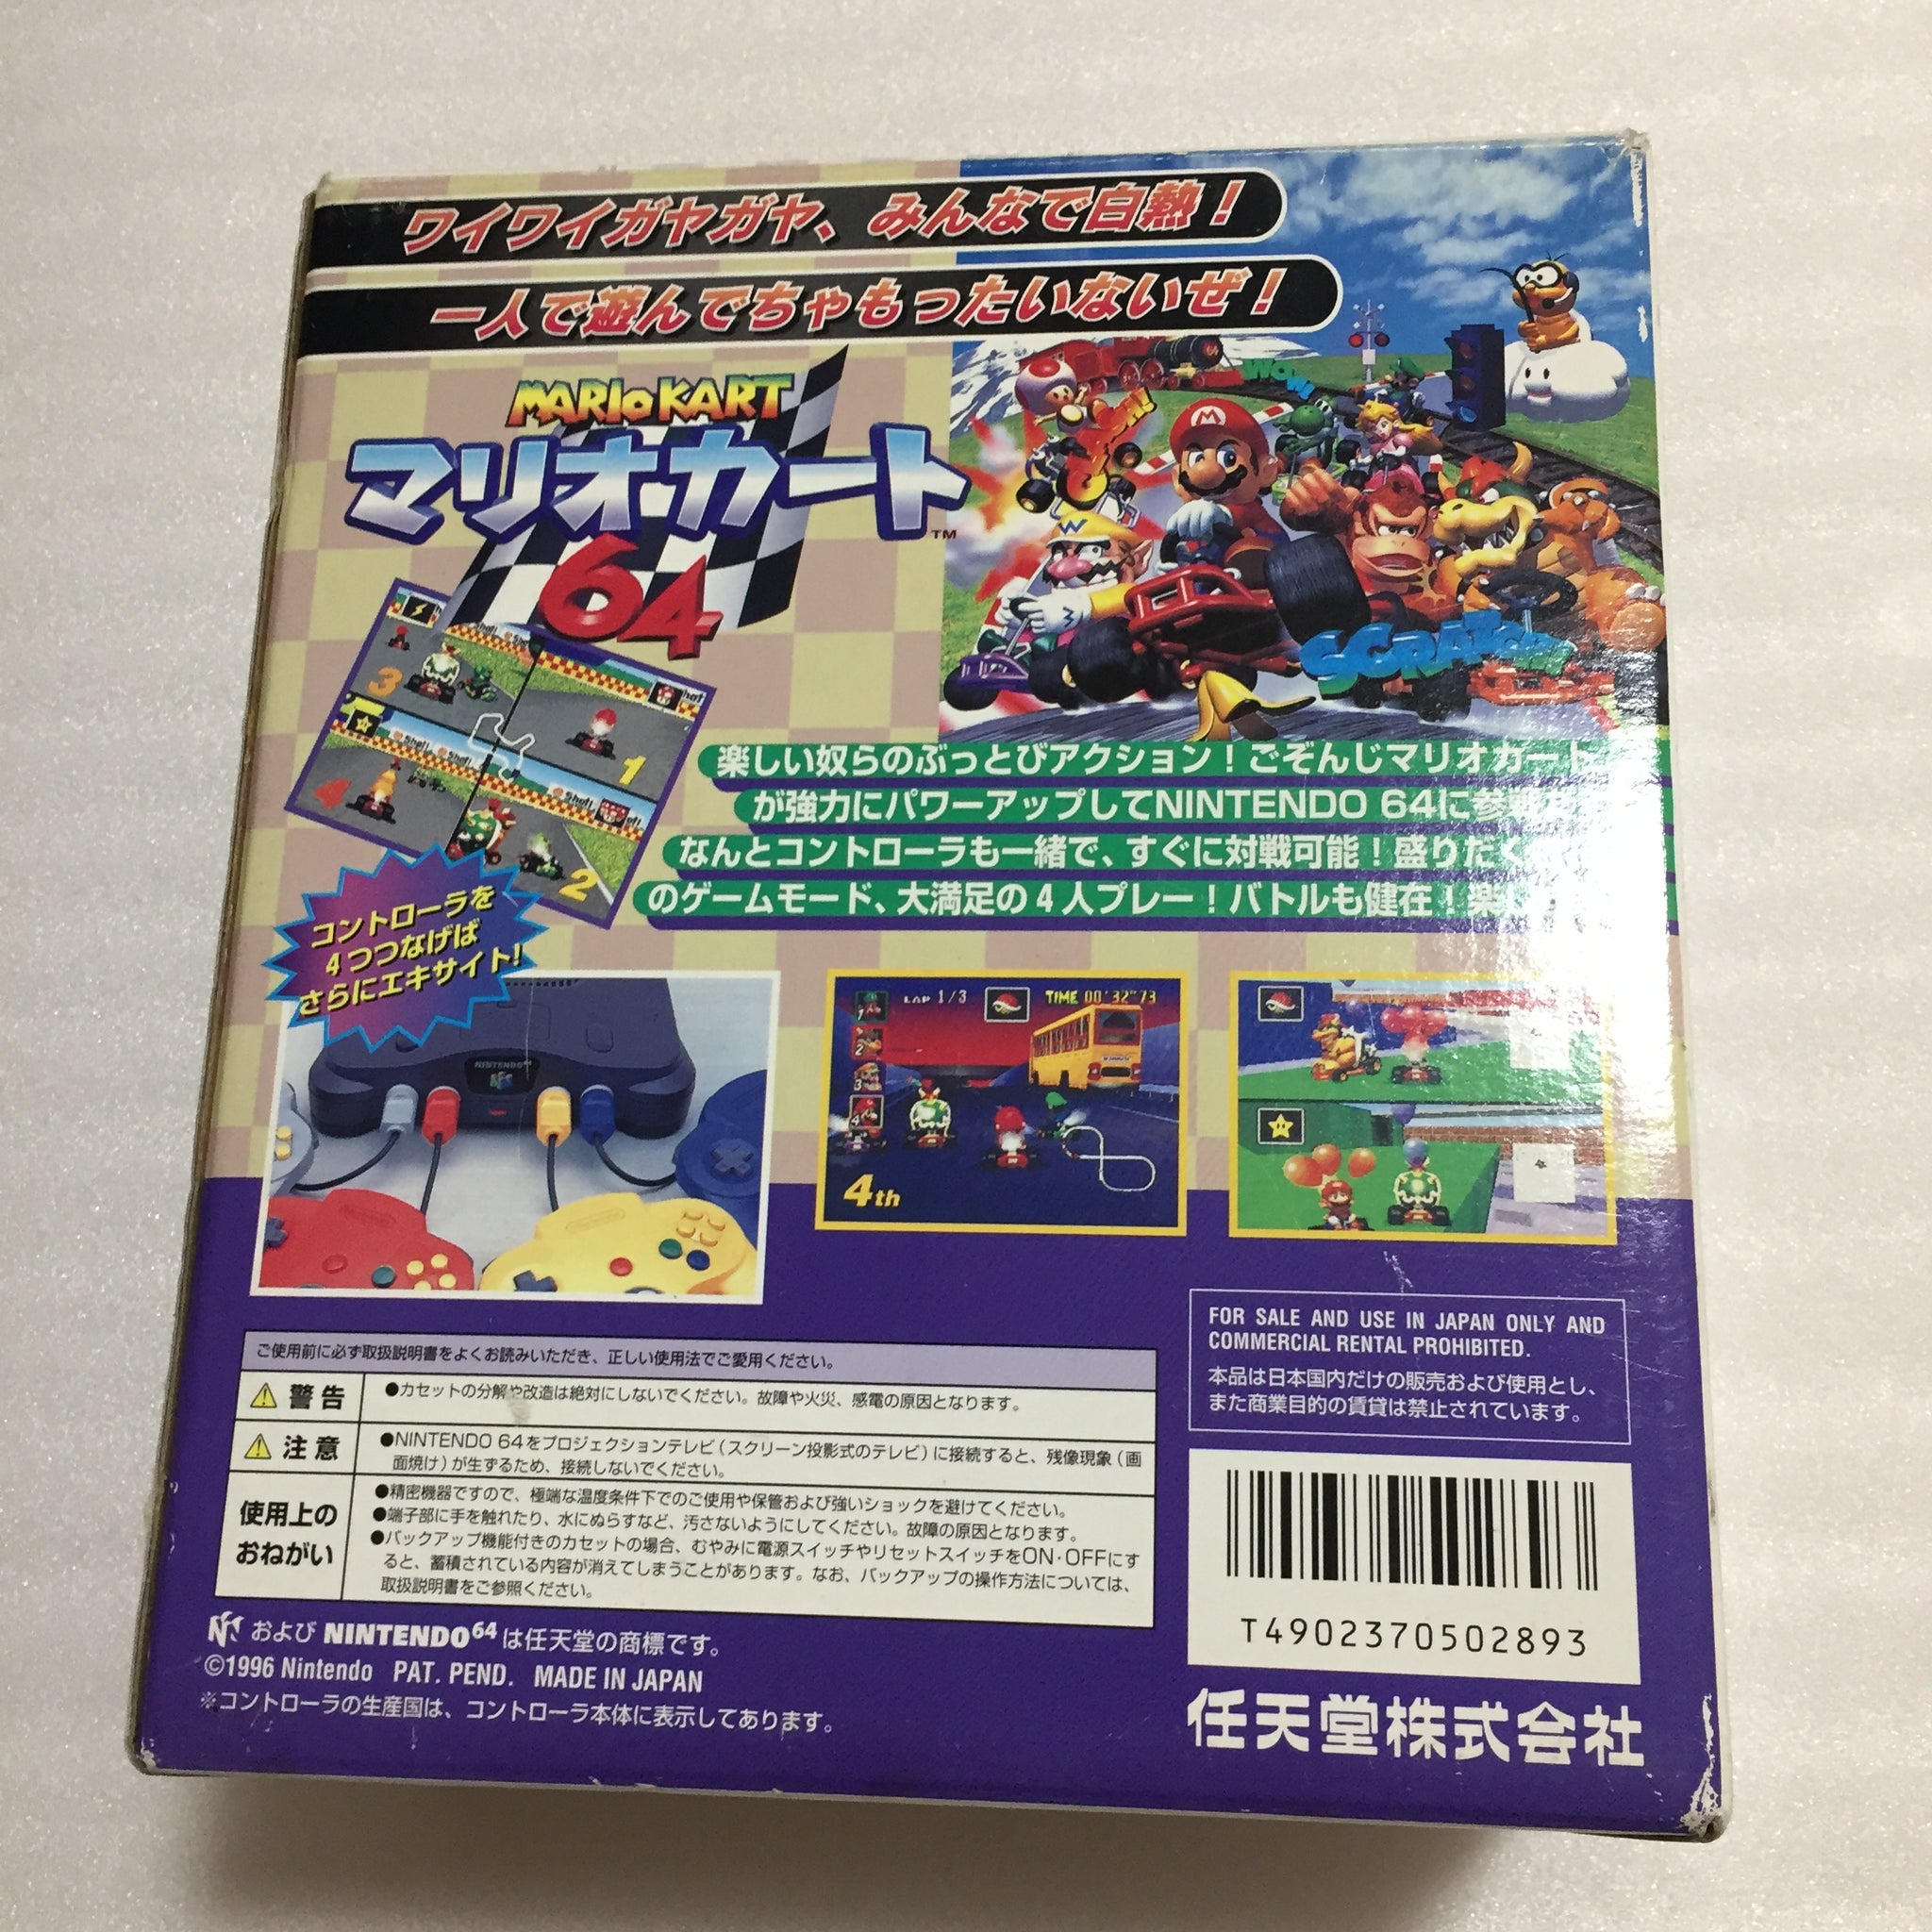 ワイワイガヤガヤ、みんなで白熱！
一人で遊んでちゃもったいないぜ！
MARIO KART
マリオカート
TM
64
WOW!
SCRATCH
3
1
4
2
楽しい奴らのぶっとびアクション！ごぞんじマリオカート
が強力にパワーアップしてNINTENDO 64に参
なんとコントローラも一緒で、すぐに対戦可能！盛りだく
のゲームモード、大満足の4人プレー！バトルも健在！楽
コントローラを
4つつなげば
さらにエキサイト！
NINTENDO64
LAP 1/3
TIME 00'32"73
4th
FOR SALE AND USE IN JAPAN ONLY AND
COMMERCIAL RENTAL PROHIBITED.
本品は日本国内だけの販売および使用とし、
また商業目的の賃貸は禁止されています。
ご使用前に必ず取扱説明書をよくお読みいただき、正しい使用法でご愛用ください。
警告
●カセットの分解や改造は絶対にしないでください。故障や火災、感電の原因となります。
注意
●NINTENDO 64をプロジェクションテレビ（スクリーン投影式のテレビ）に接続すると、残像現象（画
面焼け）が生ずるため、接続しないでください。
使用上の
おねがい
●精密機器ですので、極端な温度条件下でのご使用や保管および強いショックを避けてください。
●端子部に手を触れたり、水にぬらすなど、汚さないようにしてください。故障の原因となります。
●バックアップ機能付きのカセットの場合、むやみに電源スイッチやリセットスイッチをON・OFFにす
ると、蓄積されている内容が消えてしまうことがあります。なお、バックアップの操作方法については、
取扱説明書をご参照ください。
および NINTENDO64 は任天堂の商標です。
©1996 Nintendo PAT. PEND. MADE IN JAPAN
※コントローラの生産国は、コントローラ本体に表示してあります。
T4902370502893
任天堂株式会社